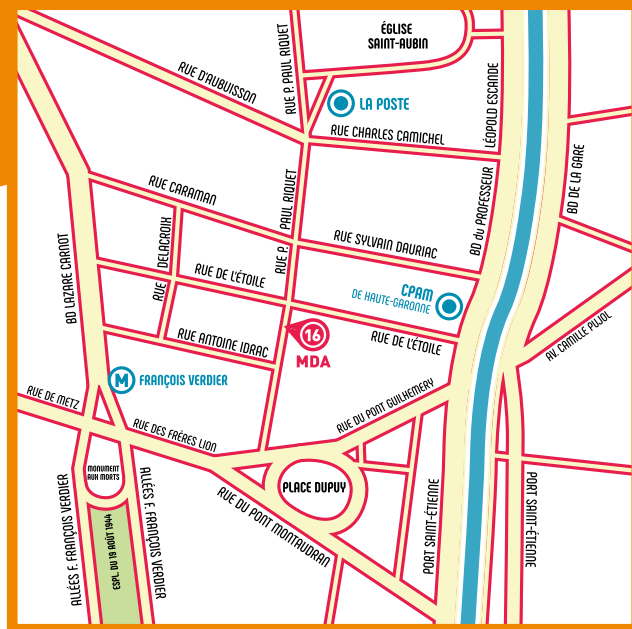 ÉGLISE
SAINT-AUBIN
RUE D'AUBUISSON
RUE P. PAUL RIQUET
LA POSTE
RUE CHARLES CAMICHEL
LÉOPOLD ESCANDE
BD DE LA GARE
RUE CARAMAN
PAUL RIQUET
BD du PROFESSEUR
DELACROIX
RUE SYLVAIN DAURIAC
BD LAZARE CARNOT
RUE P.
RUE DE L'ÉTOILE
RUE
CPAM
DE HAUTE-GARONNE
RUE ANTOINE IDRAC
16
MDA
RUE DE L'ÉTOILE
AV. CAMILLE PUJOL
M FRANÇOIS VERDIER
RUE DE METZ
RUE DU PONT GUILHEMERY
RUE DES FRÈRES LION
MONUMENT
AUX MORTS
PLACE DUPUY
ALLÉES F. FRANÇOIS VERDIER
ESPL. DU 19 AOÛT 1944
ALLÉES F. FRANÇOIS VERDIER
RUE DU PONT MONTAUDRAN
PORT SAINT-ÉTIENNE
PORT SAINT-ÉTIENNE